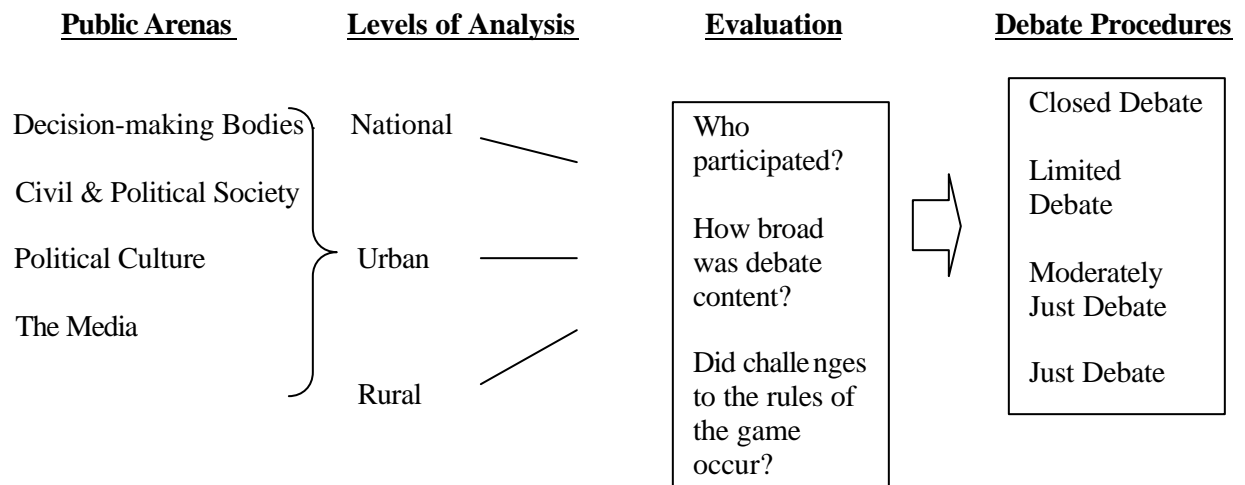 Public Arenas
Levels of Analysis
Evaluation
Debate Procedures
Decision-making Bodies
Civil & Political Society
Political Culture
The Media
National
Urban
Rural
Who
participated?
How broad
was debate
content?
Did challenges
to the rules of
the game
occur?
Closed Debate
Limited
Debate
Moderately
Just Debate
Just Debate